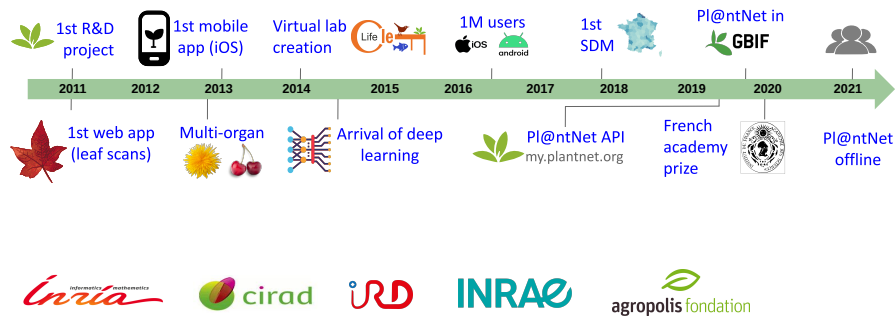 1st R&D
project
1st mobile
app (iOS)
Virtual lab
creation
Life
Cle
1M users
iOS
android
1st
SDM
Pl@ntNet in
GBIF
2011 2012 2013 2014 2015 2016 2017 2018 2019 2020 2021
1st web app
(leaf scans)
Multi-organ
Arrival of deep
learning
Pl@ntNet API
my.plantnet.org
French
academy
prize
Pl@ntNet
offline
informatics mathematics
inria
cirad
iRD
INRAE
agropolis fondation